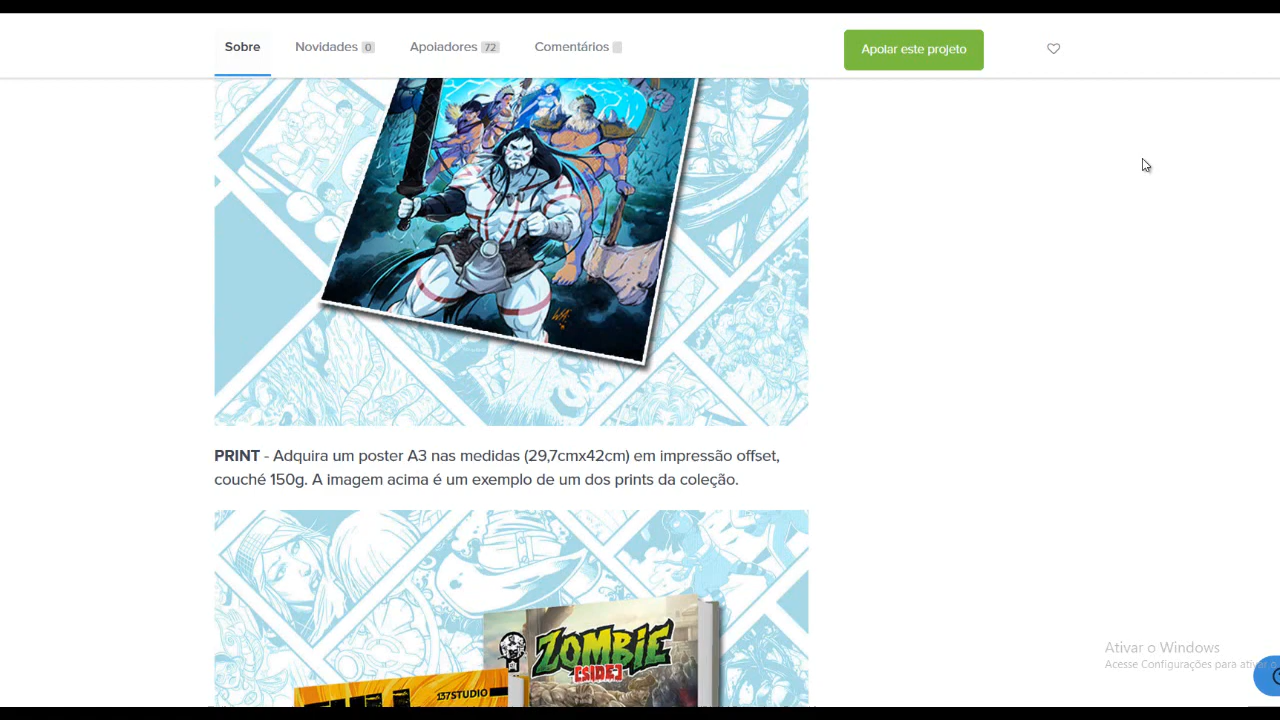 Sobre Novidades 0 Apoiadores 72 Comentários Apoiar este projeto
PRINT - Adquira um poster A3 nas medidas (29,7cmx42cm) em impressão offset,
couché 150g. A imagem acima é um exemplo de um dos prints da coleção.
ZOMBIE
[SIDE]
137STUDIO
Ativar o Windows
Acesse Configurações para ativar o